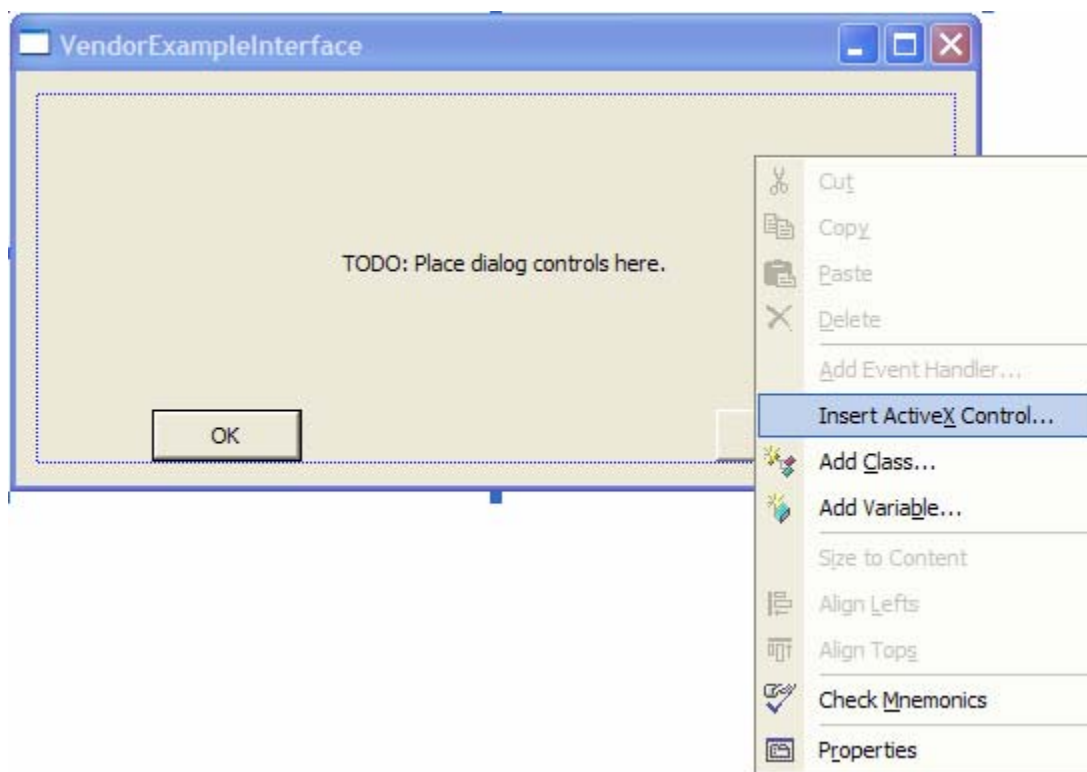 VendorExampleInterface
TODO: Place dialog controls here.
OK
Cut
Copy
Paste
Delete
Add Event Handler...
Insert ActiveX Control...
Add Class...
Add Variable...
Size to Content
Align Lefts
Align Tops
Check Mnemonics
Properties